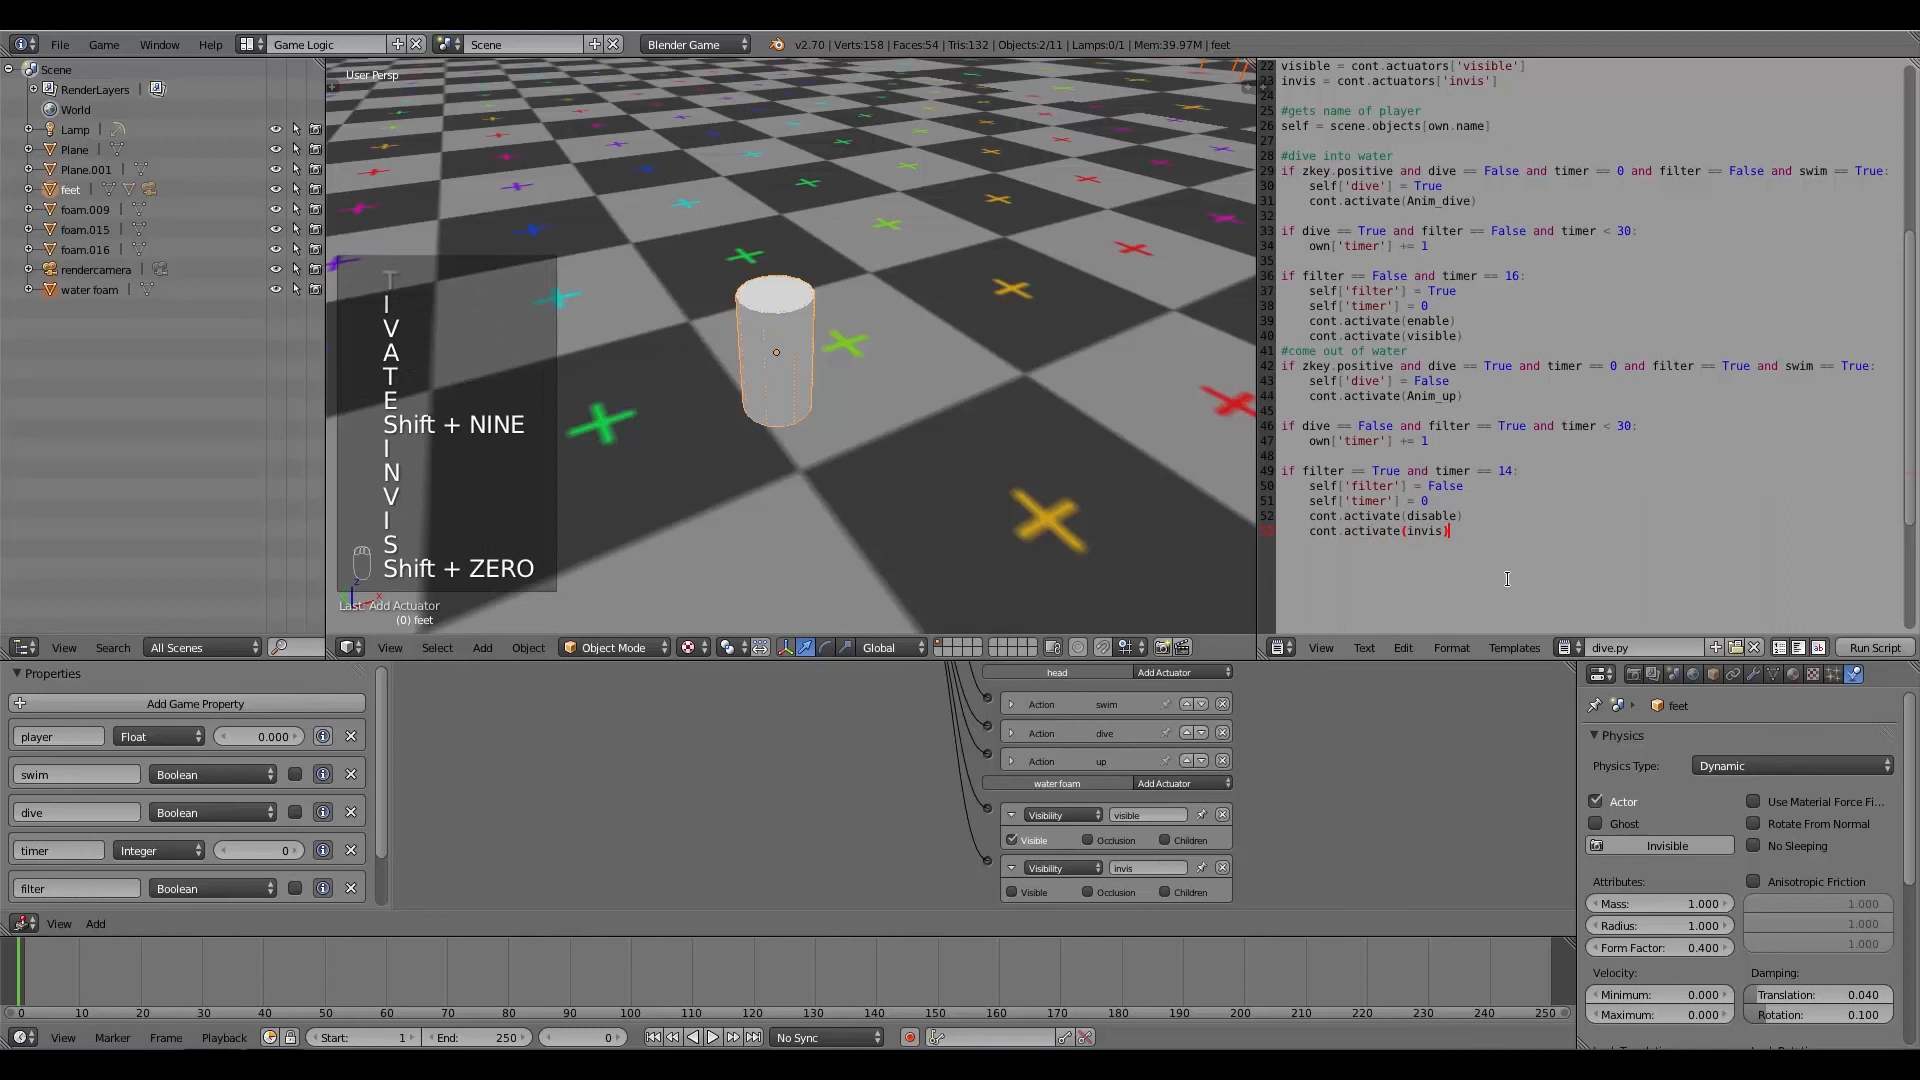 File Game Window Help Game Logic Scene Blender Game v2.70 | Verts:158 | Faces:54 | Tris:132 | Objects:2/11 | Lamps:0/1 | Mem:39.97M | feet
Scene
RenderLayers
World
Lamp
Plane
Plane.001
feet
foam.009
foam.015
foam.016
rendercamera
water foam
User Persp
T
I
V
A
T
E
Shift + NINE
I
N
V
I
S
Shift + ZERO
z
x
Last: Add Actuator
(0) feet
22 visible = cont.actuators['visible']
23 invis = cont.actuators['invis']
24
25 #gets name of player
26 self = scene.objects[own.name]
27
28 #dive into water
29 if zkey.positive and dive == False and timer == 0 and filter == False and swim == True:
30 self['dive'] = True
31 cont.activate(Anim_dive)
32
33 if dive == True and filter == False and timer < 30:
34 own['timer'] += 1
35
36 if filter == False and timer == 16:
37 self['filter'] = True
38 self['timer'] = 0
39 cont.activate(enable)
40 cont.activate(visible)
41 #come out of water
42 if zkey.positive and dive == True and timer == 0 and filter == True and swim == True:
43 self['dive'] = False
44 cont.activate(Anim_up)
45
46 if dive == False and filter == True and timer < 30:
47 own['timer'] += 1
48
49 if filter == True and timer == 14:
50 self['filter'] = False
51 self['timer'] = 0
52 cont.activate(disable)
53 cont.activate(invis)
View Search All Scenes
View Select Add Object Object Mode Global
View Text Edit Format Templates dive.py Run Script
Properties
Add Game Property
player Float 0.000
swim Boolean
dive Boolean
timer Integer 0
filter Boolean
head Add Actuator
Action swim
Action dive
Action up
water foam Add Actuator
Visibility visible
Visible Occlusion Children
Visibility invis
Visible Occlusion Children
View Add
feet
Physics
Physics Type: Dynamic
Actor Use Material Force Fi...
Ghost Rotate From Normal
Invisible No Sleeping
Attributes: Anisotropic Friction
Mass: 1.000 1.000
Radius: 1.000 1.000
Form Factor: 0.400 1.000
Velocity: Damping:
Minimum: 0.000 Translation: 0.040
Maximum: 0.000 Rotation: 0.100
0 10 20 30 40 50 60 70 80 90 100 110 120 130 140 150 160 170 180 190 200 210 220 230 240 250
View Marker Frame Playback Start: 1 End: 250 0 No Sync